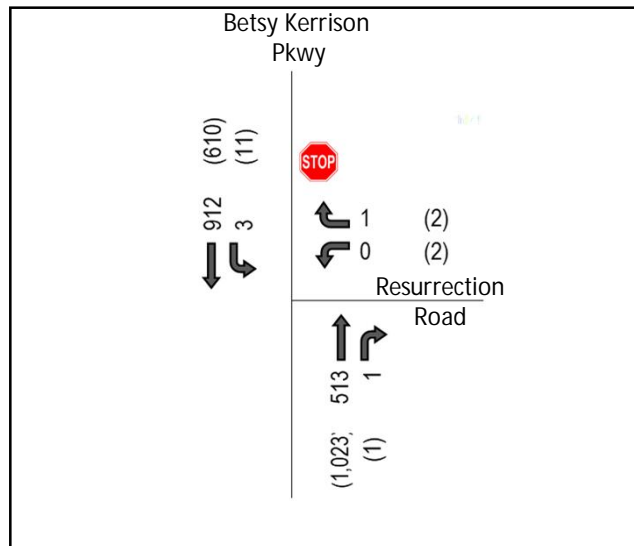 Betsy Kerrison
Pkwy
(610)
(11)
912
3
STOP
1 (2)
0 (2)
Resurrection
Road
513
1
(1,023)
(1)